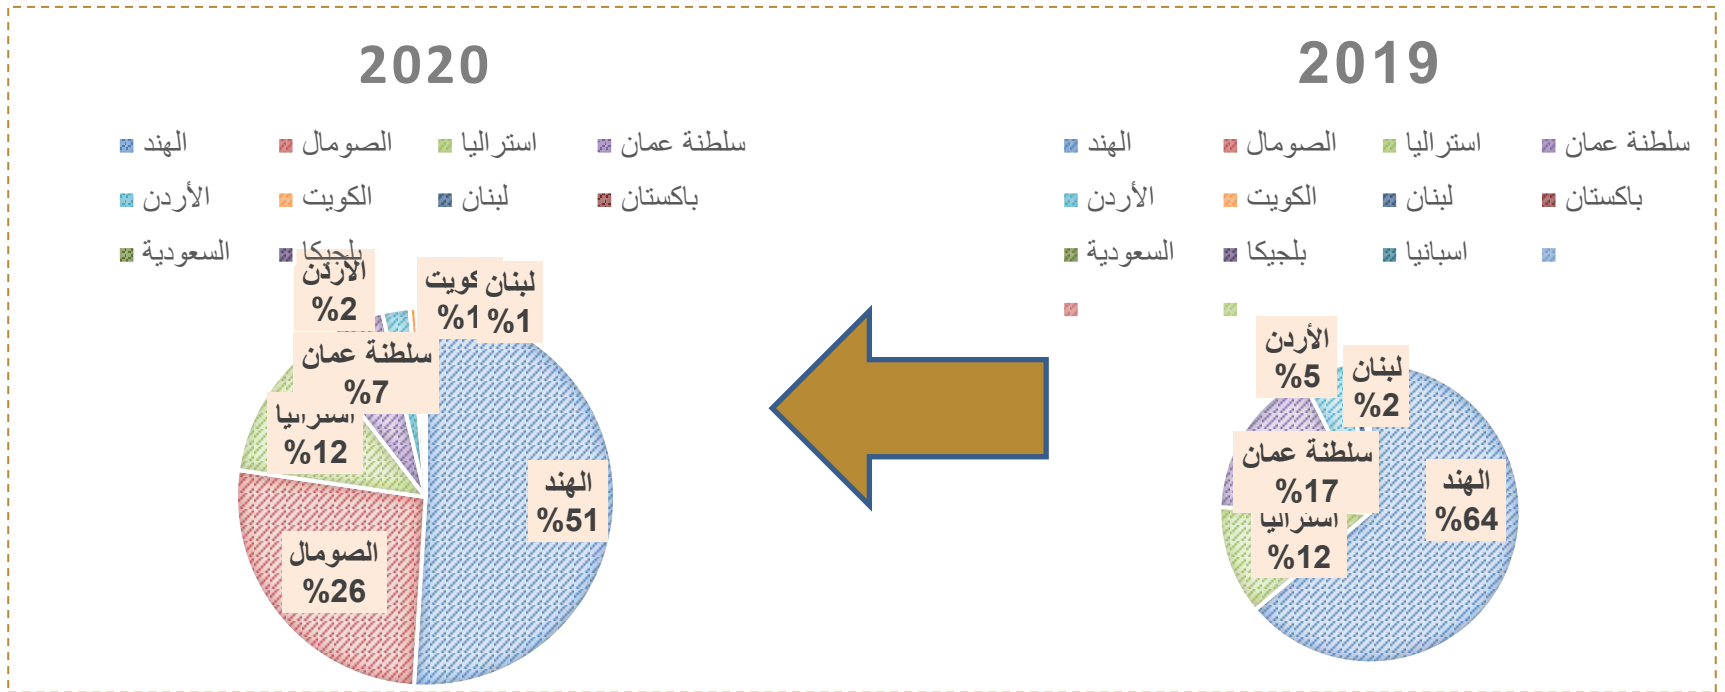 2019
الهند
الصومال
استراليا
سلطنة عمان
الأردن
الكويت
لبنان
باكستان
السعودية
بلجيكا
اسبانيا
الأردن
%5
لبنان
%2
سلطنة عمان
%17
استراليا
%12
الهند
%64
2020
الهند
الصومال
استراليا
سلطنة عمان
الأردن
الكويت
لبنان
باكستان
السعودية
بلجيكا
الأردن
%2
كويت
%1
لبنان
%1
سلطنة عمان
%7
استراليا
%12
الهند
%51
الصومال
%26